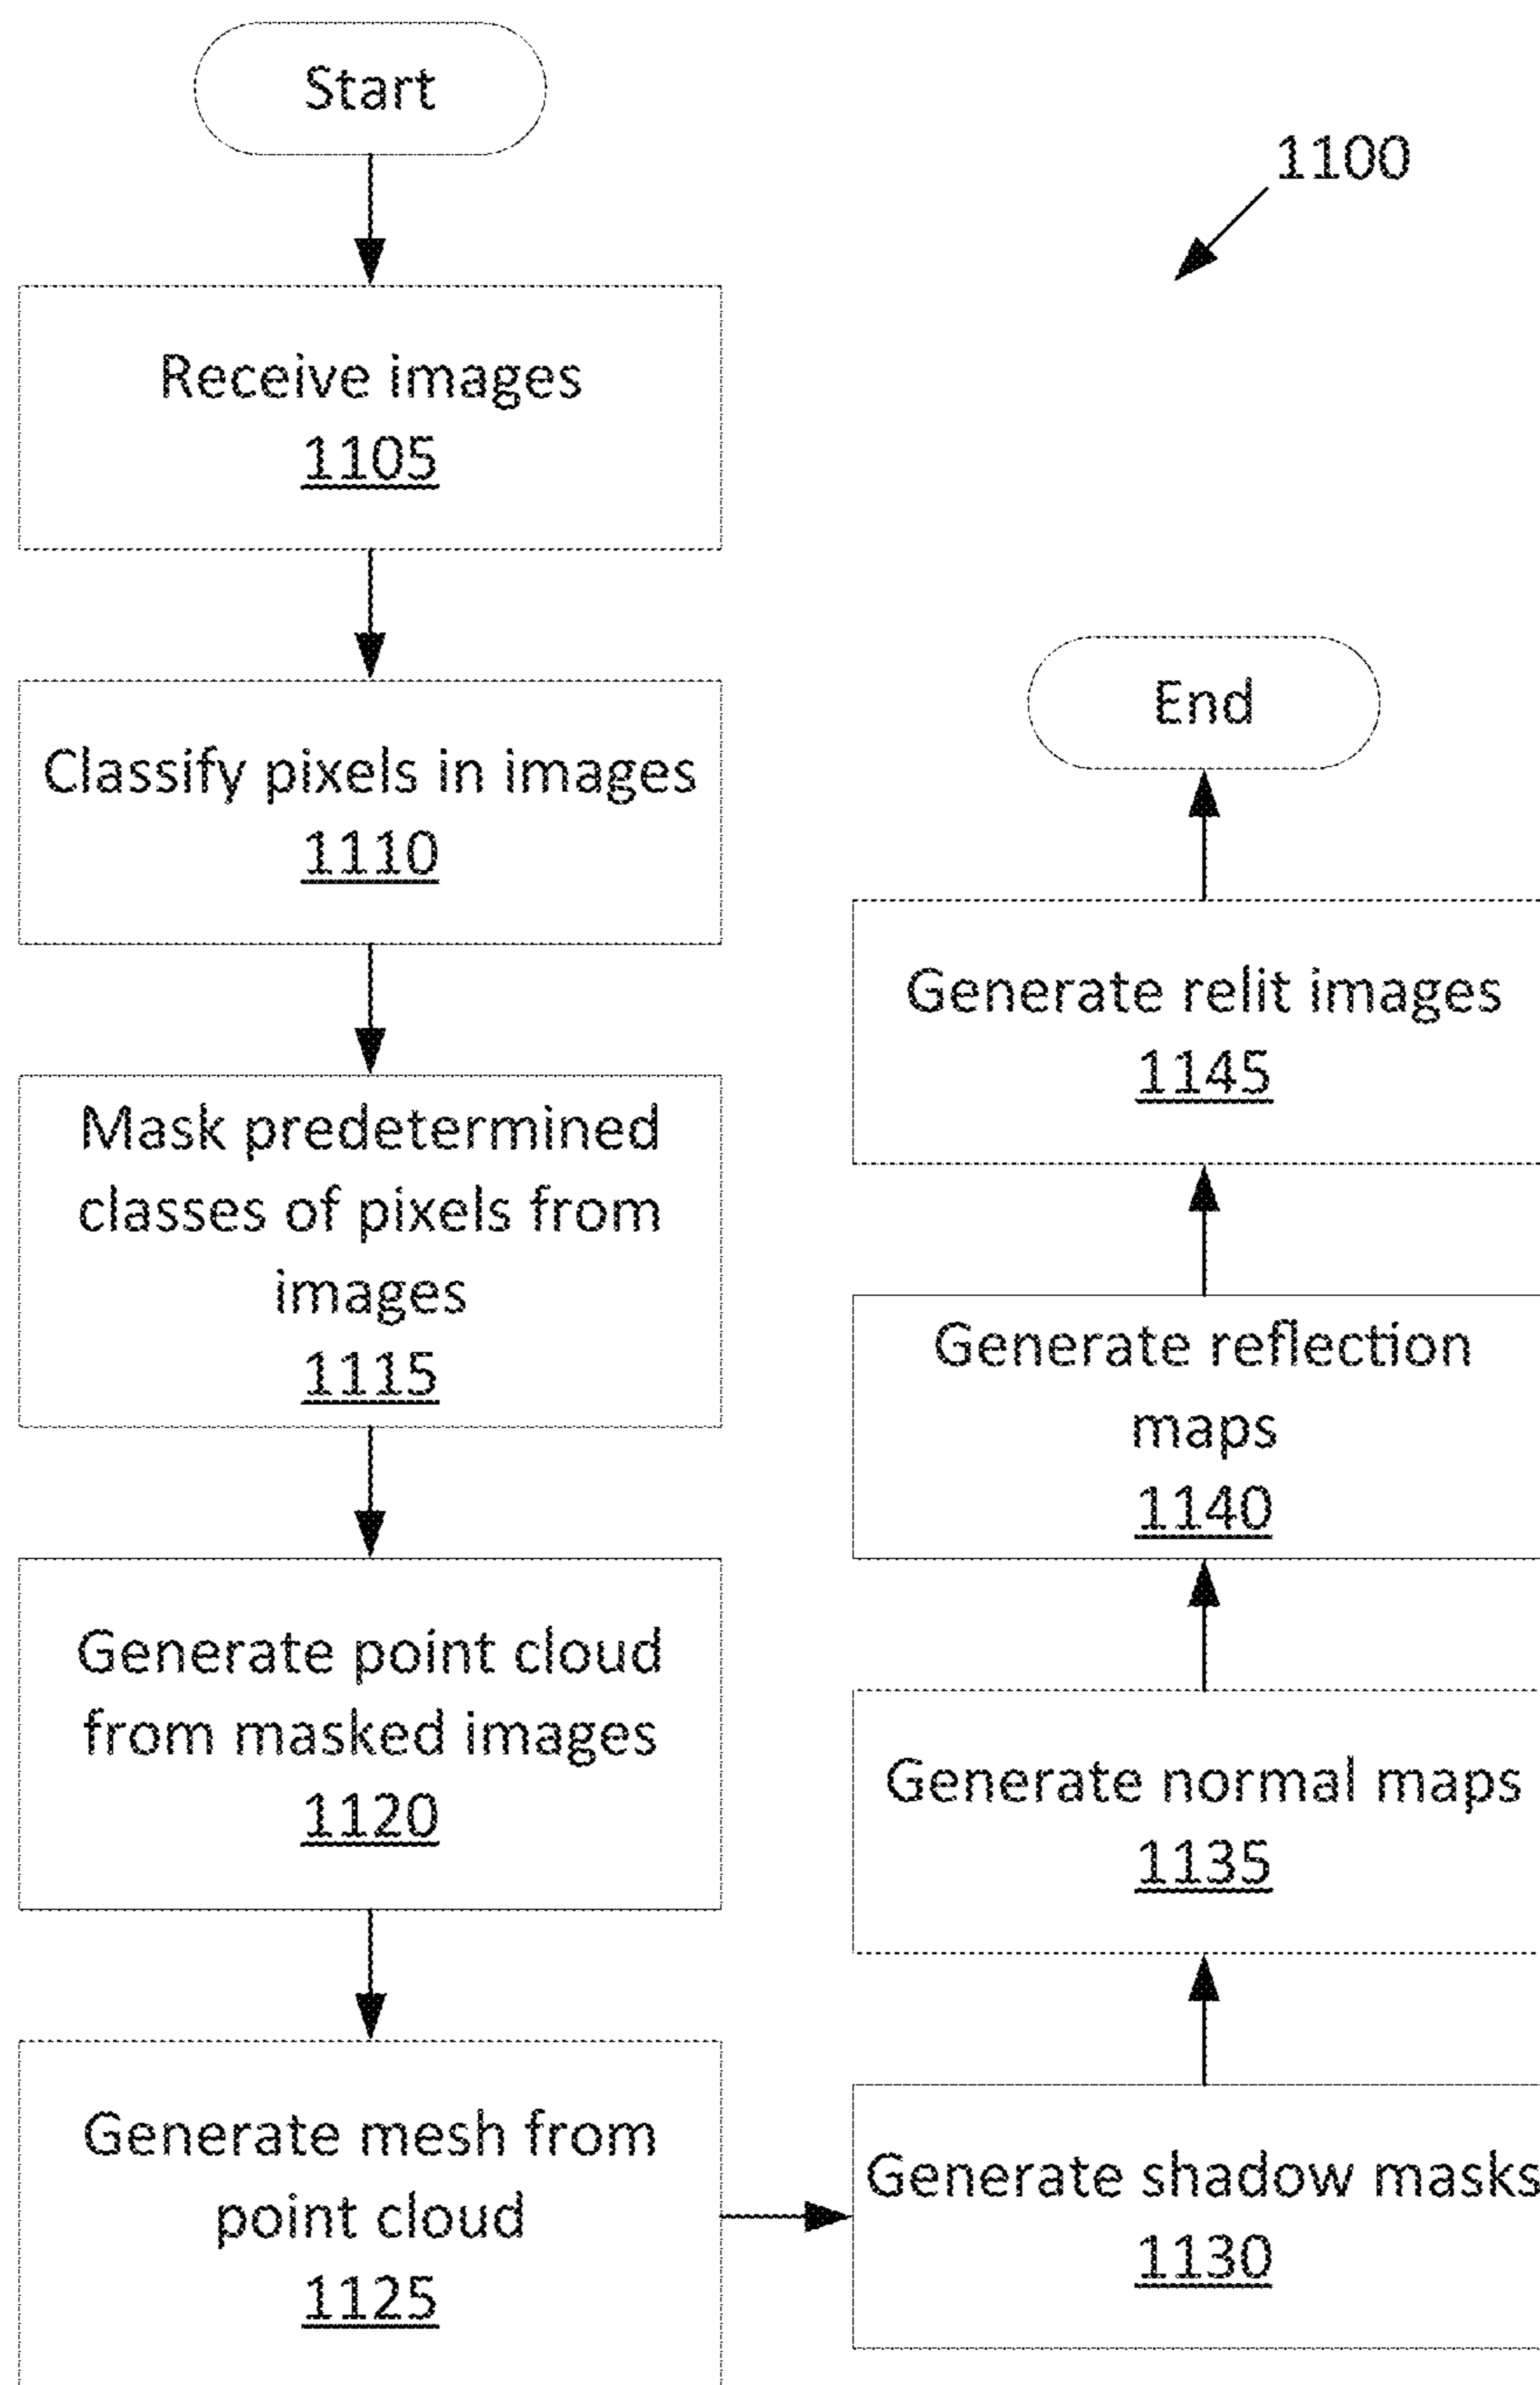 Start
1100
Receive images
1105
Classify pixels in images
1110
Mask predetermined
classes of pixels from
images
1115
Generate point cloud
from masked images
1120
Generate mesh from
point cloud
1125
Generate shadow masks
1130
Generate normal maps
1135
Generate reflection
maps
1140
Generate relit images
1145
End